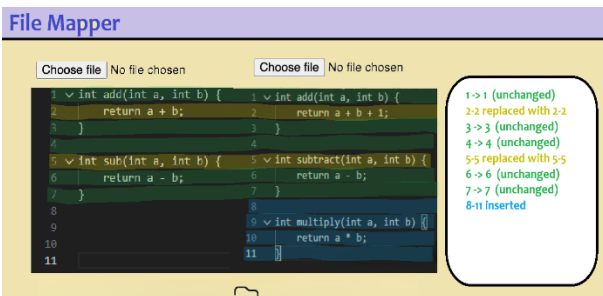 File Mapper
Choose file No file chosen
Choose file No file chosen
1 int add(int a, int b) {
2 return a + b;
3 }
4
5 int sub(int a, int b) {
6 return a - b;
7 }
8
9
10
11
1 int add(int a, int b) {
2 return a + b + 1;
3 }
4
5 int subtract(int a, int b) {
6 return a - b;
7 }
8
9 int multiply(int a, int b) {
10 return a * b;
11 }
1->1 (unchanged)
2-2 replaced with 2-2
3->3 (unchanged)
4->4 (unchanged)
5-5 replaced with 5-5
6->6 (unchanged)
7->7 (unchanged)
8-11 inserted